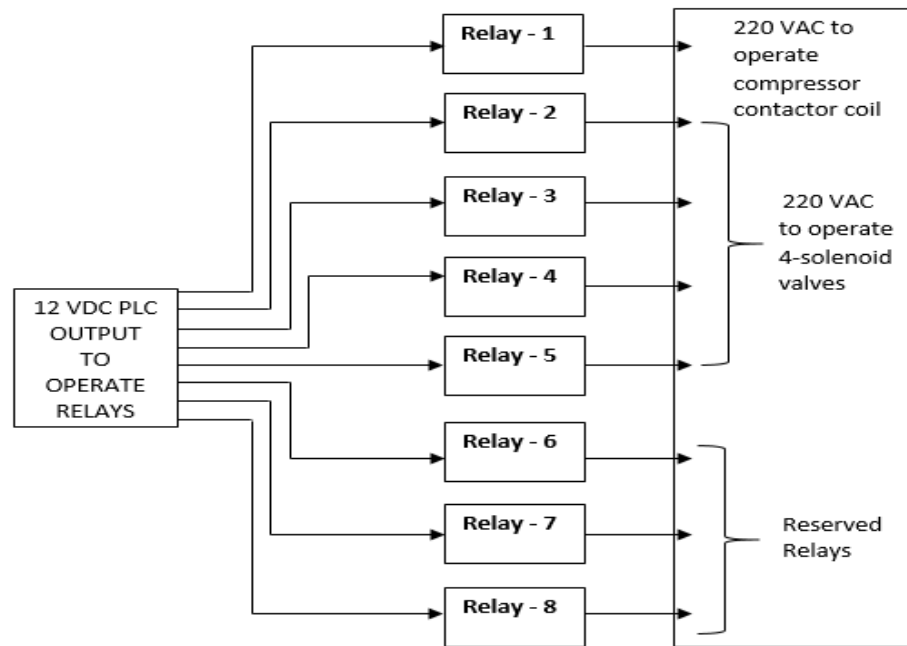 12 VDC PLC
OUTPUT
TO
OPERATE
RELAYS
Relay - 1
Relay - 2
Relay - 3
Relay - 4
Relay - 5
Relay - 6
Relay - 7
Relay - 8
220 VAC to
operate
compressor
contactor coil
220 VAC
to operate
4-solenoid
valves
Reserved
Relays